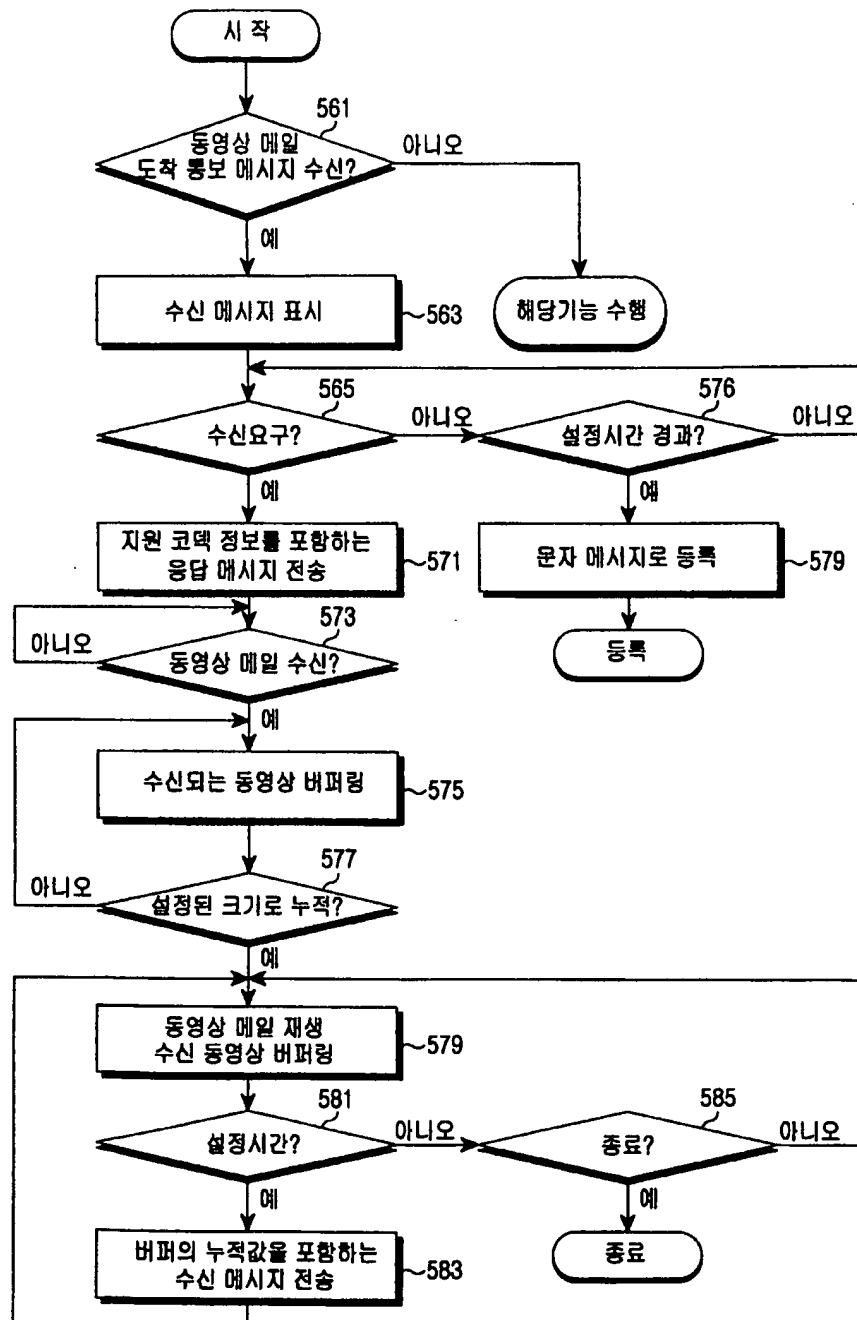 시 작
561
동영상 메일
도착 통보 메시지 수신?
아니오
예
수신 메시지 표시
563
해당기능 수행
565
수신요구?
아니오
576
설정시간 경과?
아니오
예
예
지원 코덱 정보를 포함하는
응답 메시지 전송
571
문자 메시지로 등록
579
573
아니오
동영상 메일 수신?
등록
예
수신되는 동영상 버퍼링
575
577
아니오
설정된 크기로 누적?
예
동영상 메일 재생
수신 동영상 버퍼링
579
581
설정시간?
아니오
585
종료?
아니오
예
예
버퍼의 누적값을 포함하는
수신 메시지 전송
583
종료